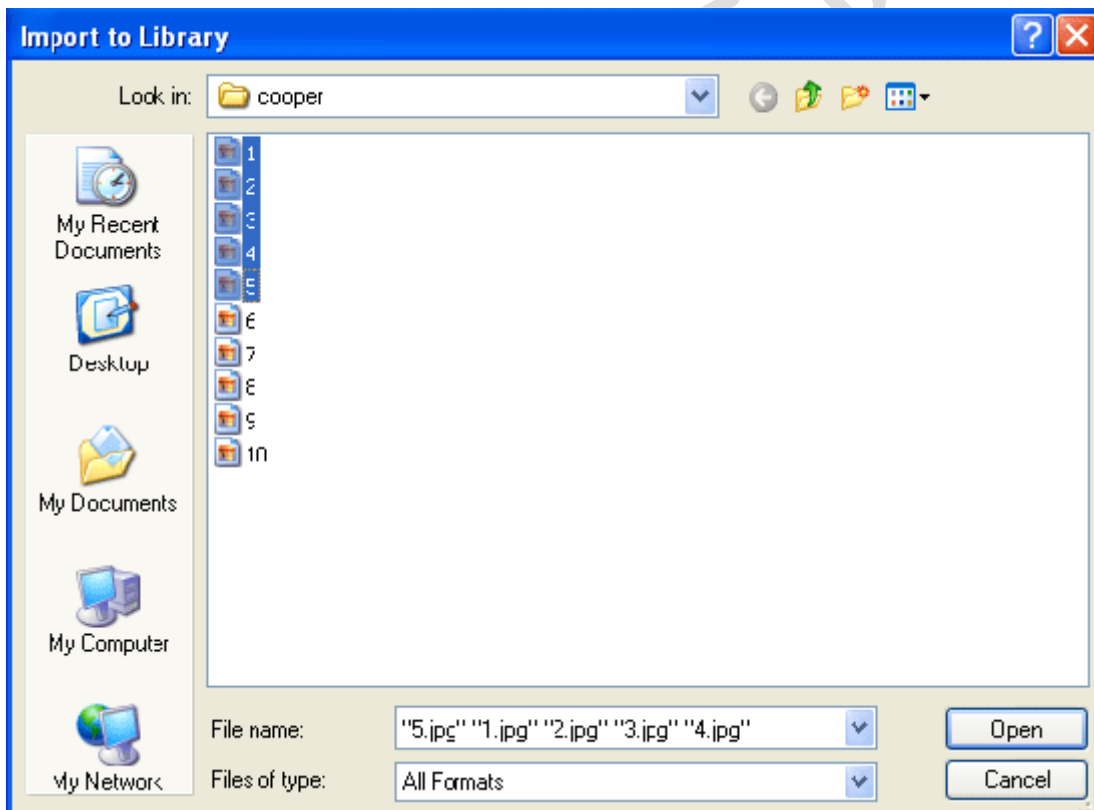 Import to Library
Look in:
cooper
1
2
3
4
5
6
7
8
9
10
My Recent
Documents
Desktop
My Documents
My Computer
My Network
File name:
"5.jpg" "1.jpg" "2.jpg" "3.jpg" "4.jpg"
Open
Files of type:
All Formats
Cancel